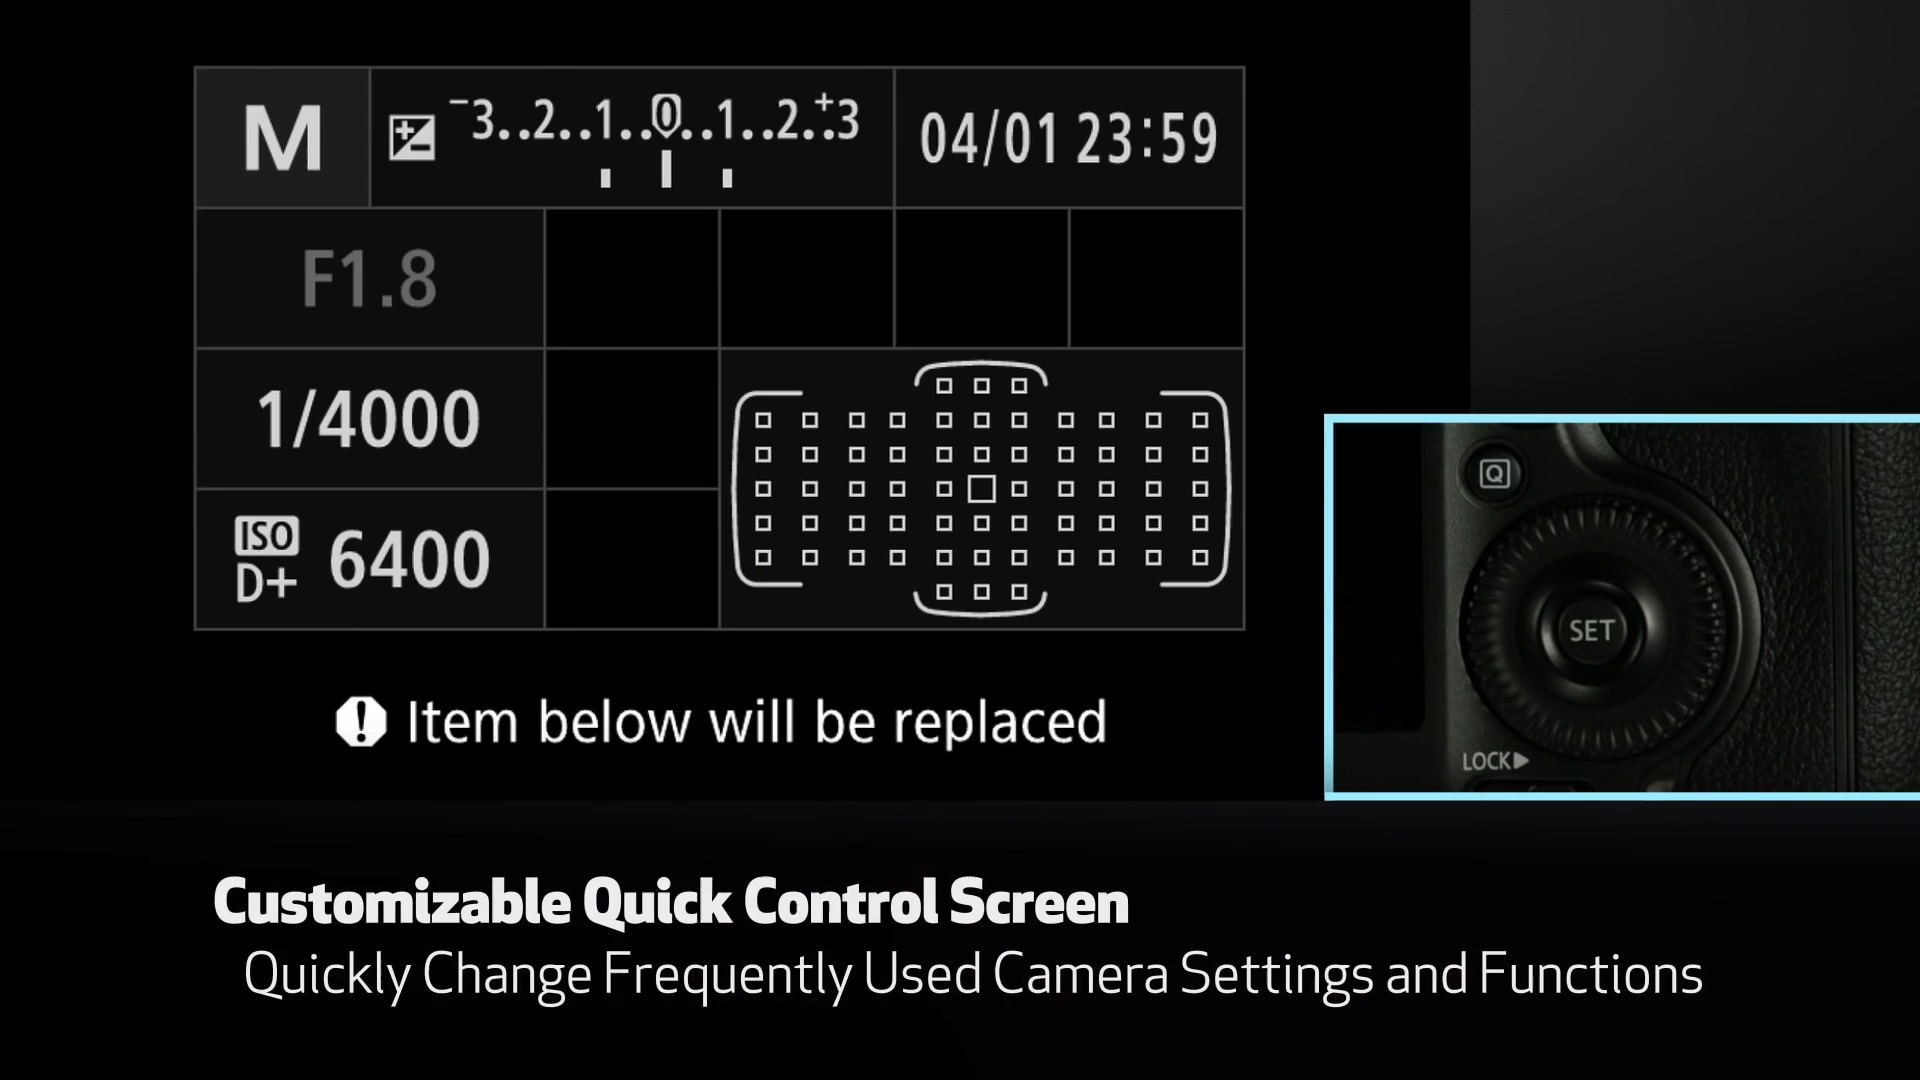 M
−3..2..1..0..1..2..+3
04/01 23:59
F1.8
1/4000
ISO
D+ 6400
Item below will be replaced
Q
SET
LOCK▶
Customizable Quick Control Screen
Quickly Change Frequently Used Camera Settings and Functions